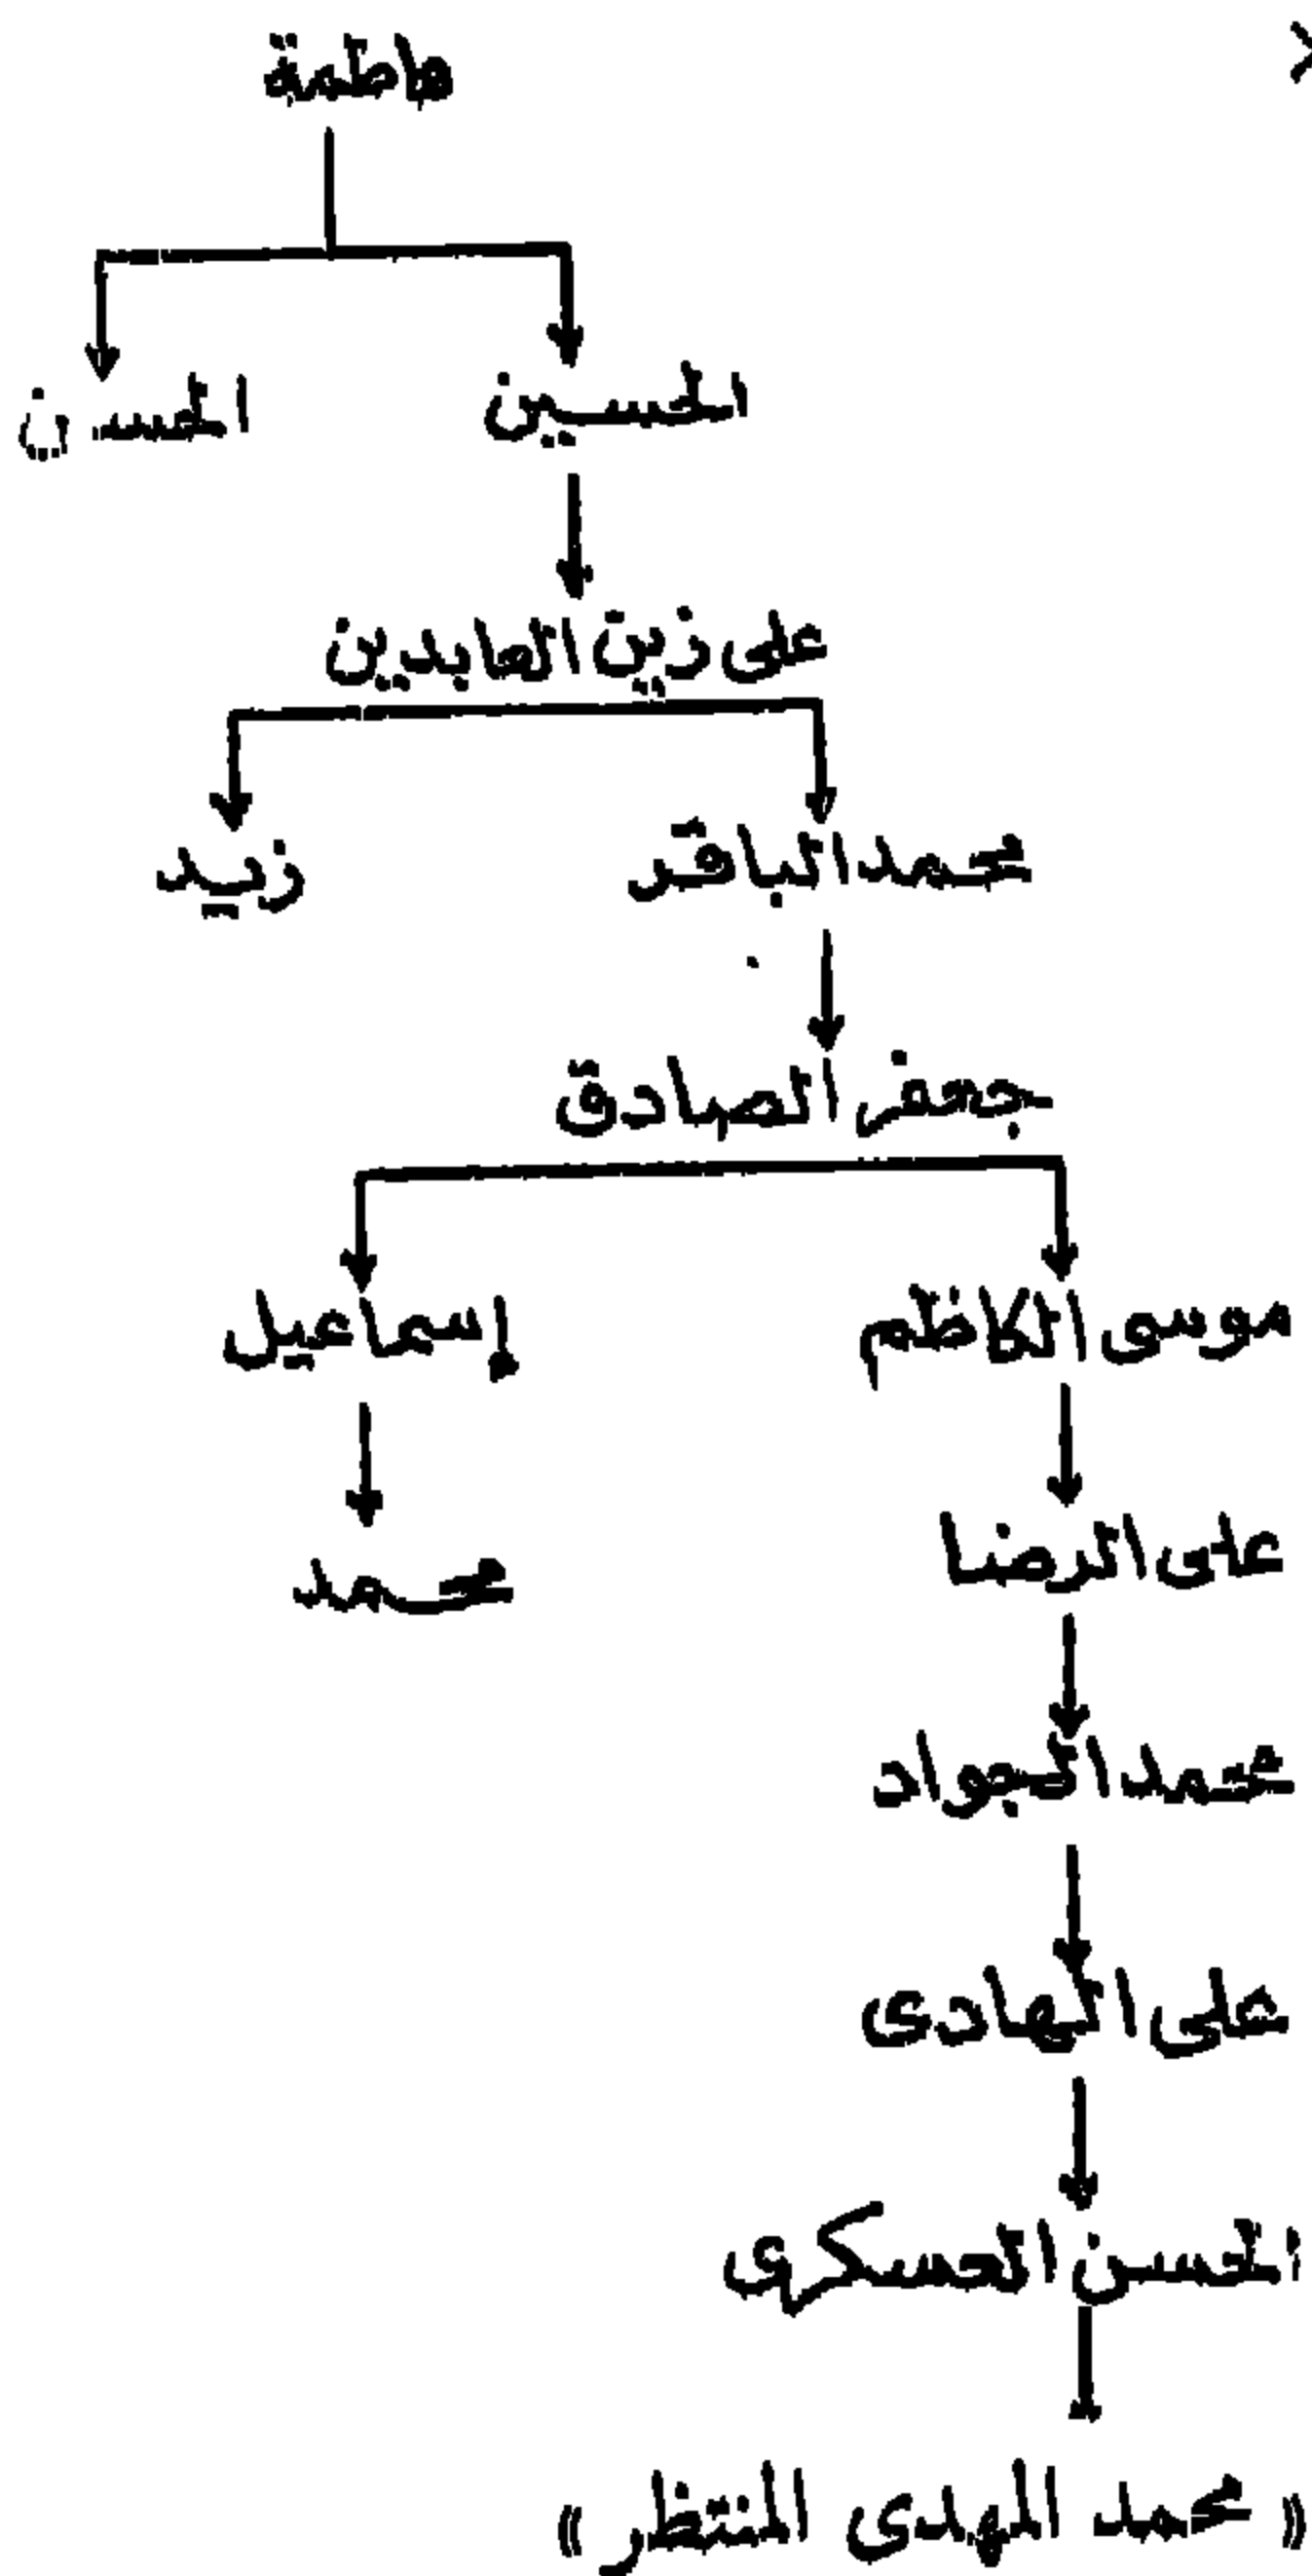 فاطمة
الحسين الحسن
على زين العابدين
محمد الباقر زيد
جعفر الصادق
موسى الكاظم إسماعيل
على الرضا محمد
محمد الجواد
على الهادى
الحسن العسكرى
« محمد المهدى المنتظر »